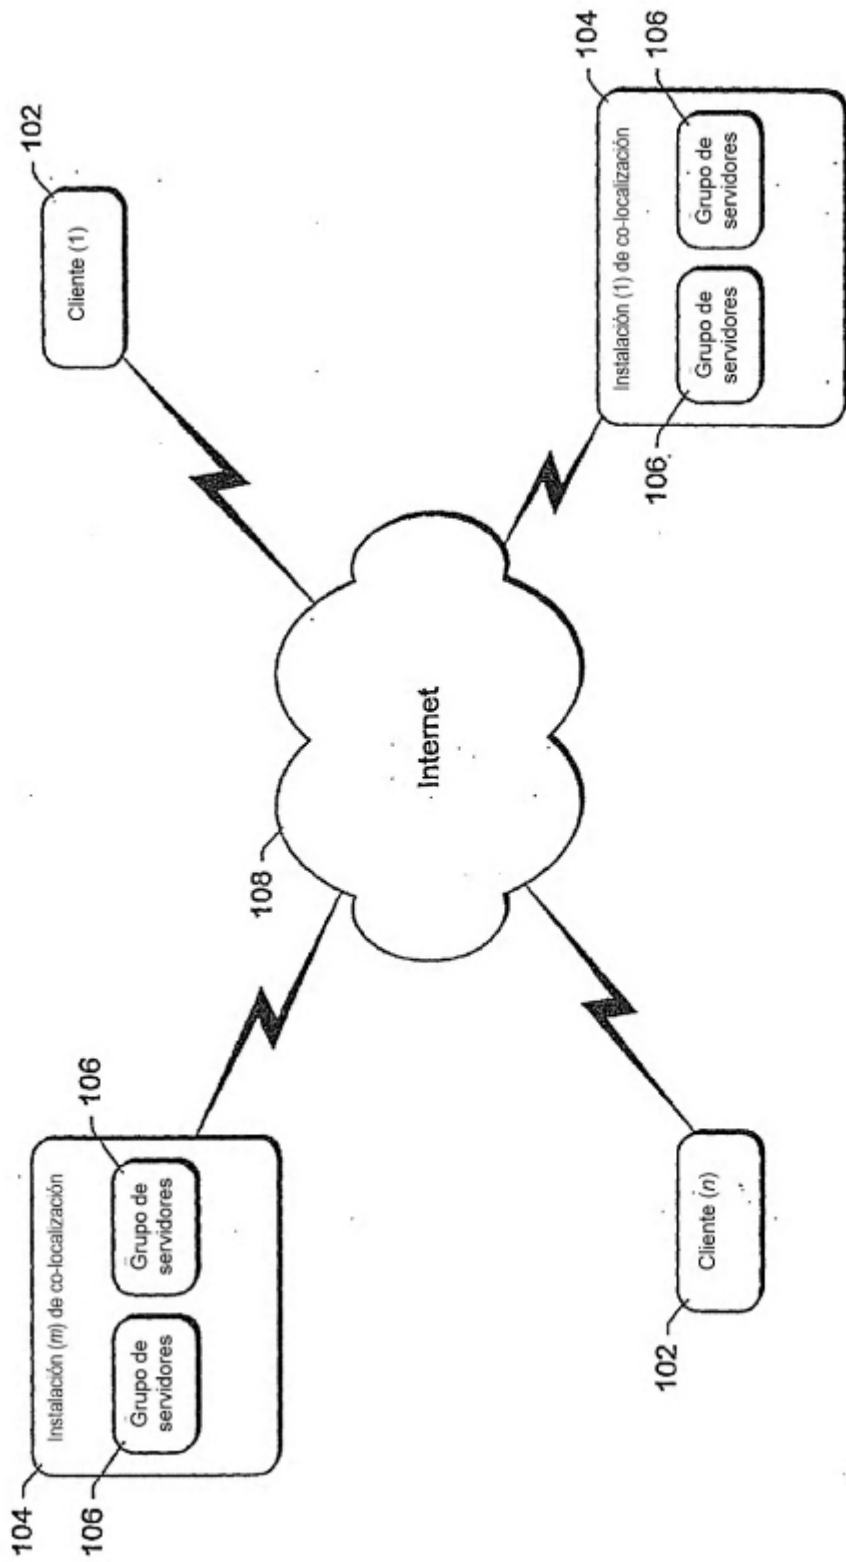 104
Instalación (m) de co-localización
106
Grupo de
servidores
106
Grupo de
servidores
102
Cliente (1)
108
Internet
102
Cliente (n)
104
Instalación (1) de co-localización
106
Grupo de
servidores
106
Grupo de
servidores